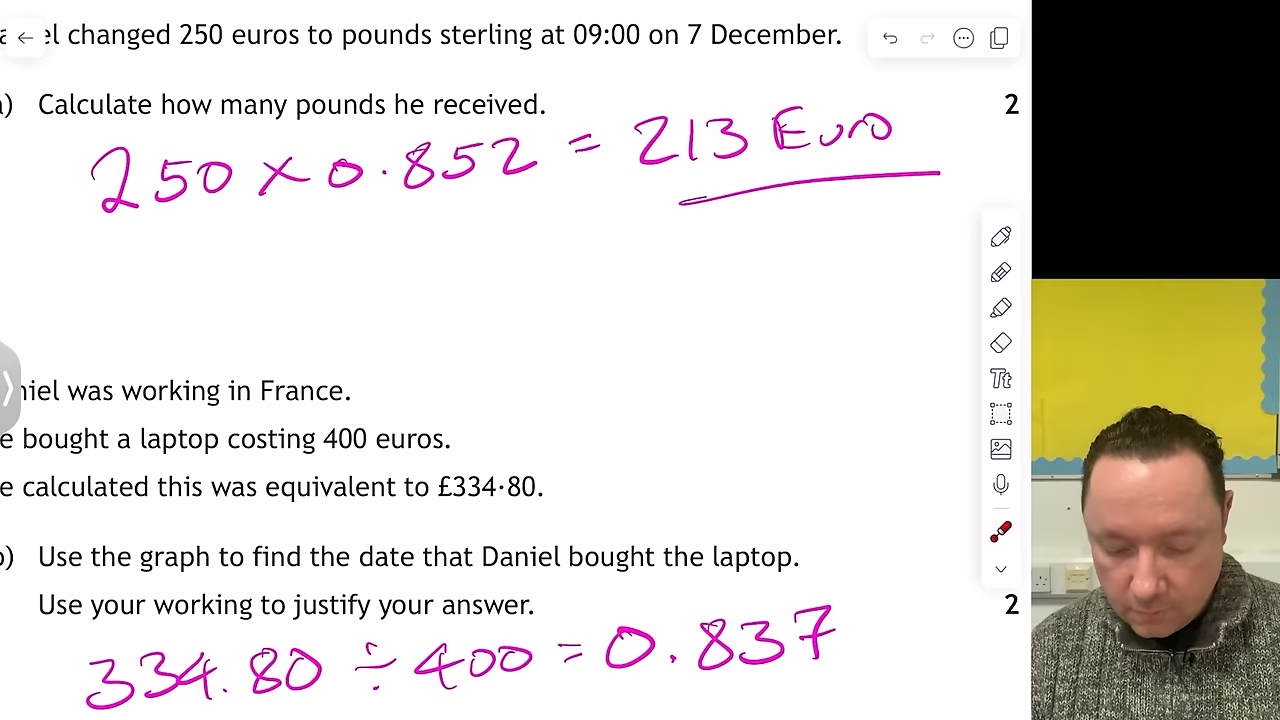 el changed 250 euros to pounds sterling at 09:00 on 7 December.
a) Calculate how many pounds he received. 2
250 × 0.852 = 213 Euro
niel was working in France.
e bought a laptop costing 400 euros.
e calculated this was equivalent to £334·80.
b) Use the graph to find the date that Daniel bought the laptop.
Use your working to justify your answer. 2
334.80 ÷ 400 = 0.837
Tt